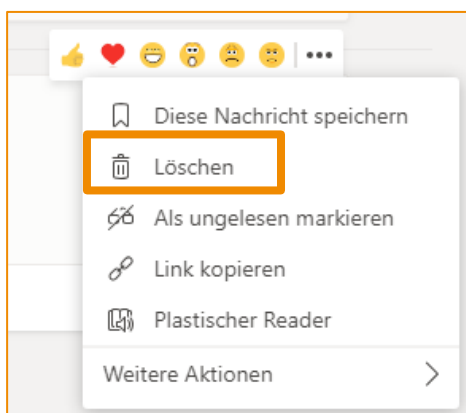 Diese Nachricht speichern
Löschen
Als ungelesen markieren
Link kopieren
Plastischer Reader
Weitere Aktionen